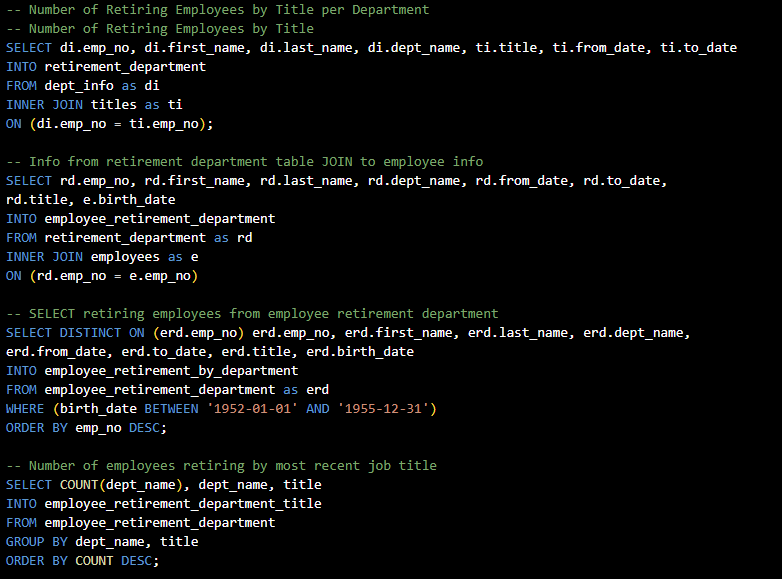 -- Number of Retiring Employees by Title per Department
-- Number of Retiring Employees by Title
SELECT di.emp_no, di.first_name, di.last_name, di.dept_name, ti.title, ti.from_date, ti.to_date
INTO retirement_department
FROM dept_info as di
INNER JOIN titles as ti
ON (di.emp_no = ti.emp_no);

-- Info from retirement department table JOIN to employee info
SELECT rd.emp_no, rd.first_name, rd.last_name, rd.dept_name, rd.from_date, rd.to_date,
rd.title, e.birth_date
INTO employee_retirement_department
FROM retirement_department as rd
INNER JOIN employees as e
ON (rd.emp_no = e.emp_no)

-- SELECT retiring employees from employee retirement department
SELECT DISTINCT ON (erd.emp_no) erd.emp_no, erd.first_name, erd.last_name, erd.dept_name,
erd.from_date, erd.to_date, erd.title, erd.birth_date
INTO employee_retirement_by_department
FROM employee_retirement_department as erd
WHERE (birth_date BETWEEN '1952-01-01' AND '1955-12-31')
ORDER BY emp_no DESC;

-- Number of employees retiring by most recent job title
SELECT COUNT(dept_name), dept_name, title
INTO employee_retirement_department_title
FROM employee_retirement_department
GROUP BY dept_name, title
ORDER BY COUNT DESC;